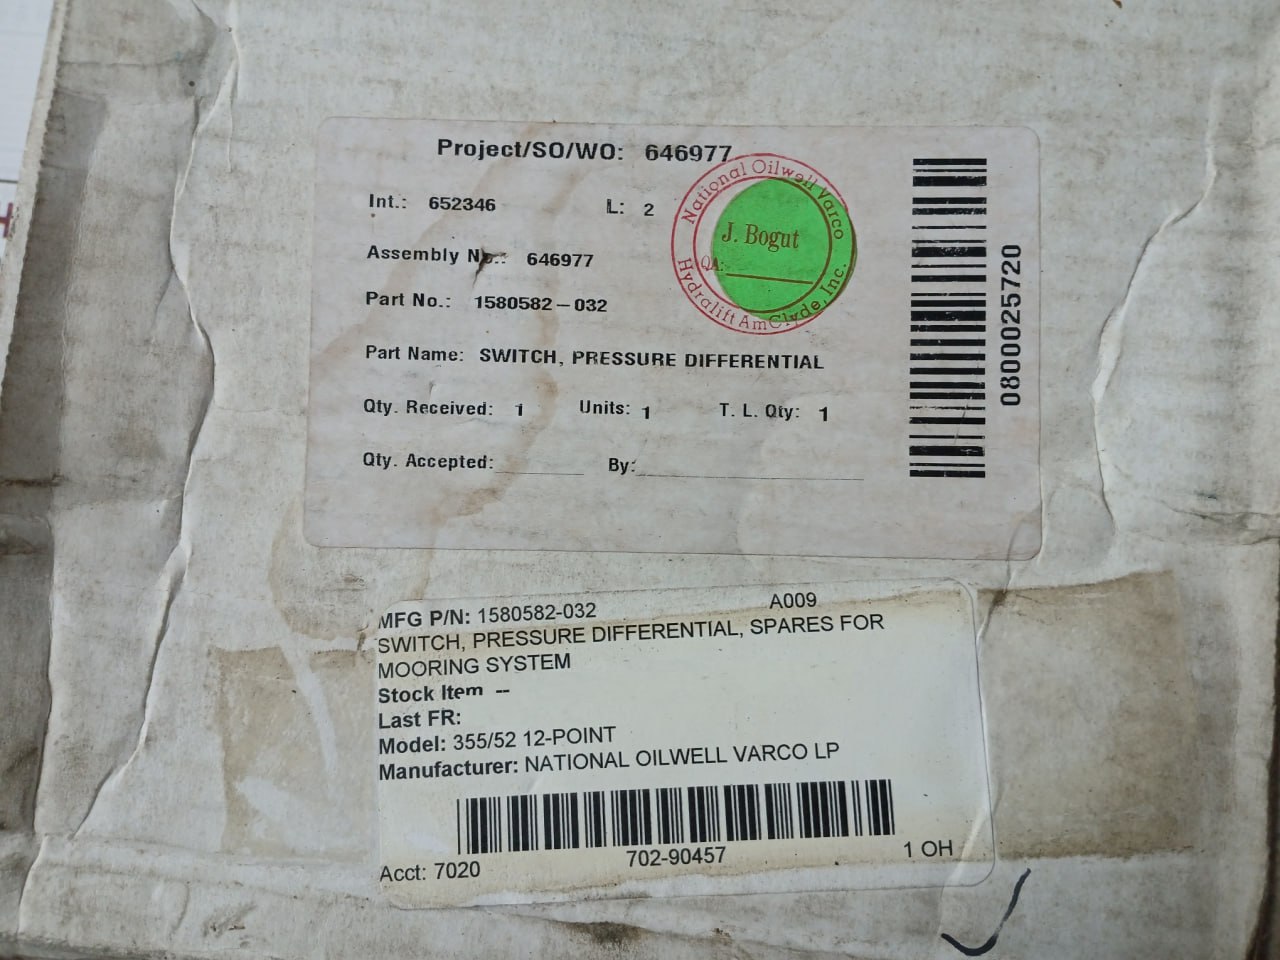 Project/SO/WO: 646977
Int.: 652346 L: 2
Assembly No.: 646977
Part No.: 1580582-032
Part Name: SWITCH, PRESSURE DIFFERENTIAL
Qty. Received: 1 Units: 1 T. L. Qty: 1
Qty. Accepted: By:
National Oilwell Varco
J. Bogut
QA:
Hydralift AmClyde, Inc.
0800025720
MFG P/N: 1580582-032 A009
SWITCH, PRESSURE DIFFERENTIAL, SPARES FOR
MOORING SYSTEM
Stock Item --
Last FR:
Model: 355/52 12-POINT
Manufacturer: NATIONAL OILWELL VARCO LP
Acct: 7020 702-90457 1 OH